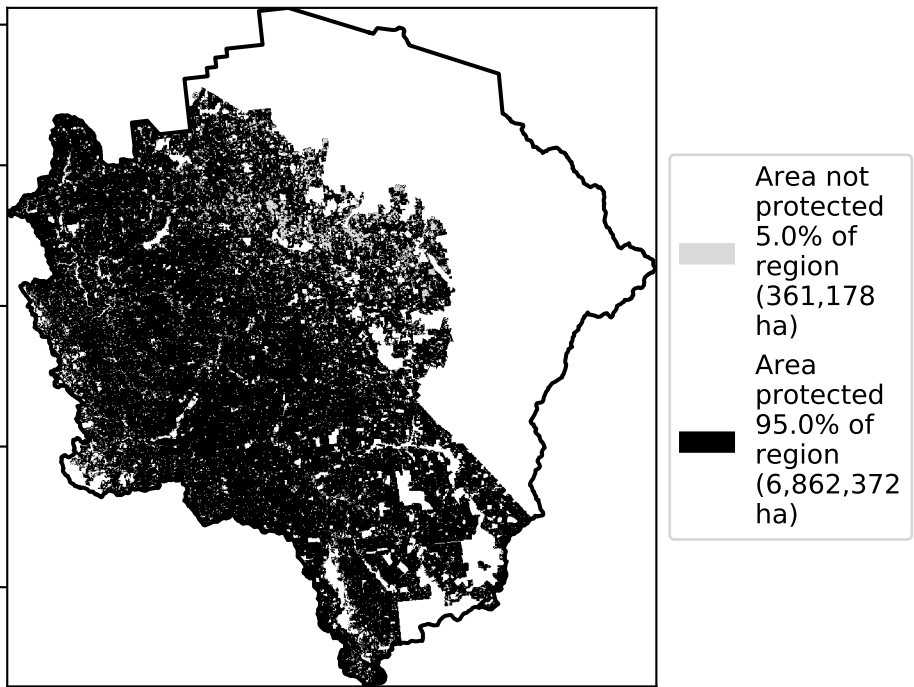 Area not
protected
5.0% of
region
(361,178
ha)
Area
protected
95.0% of
region
(6,862,372
ha)